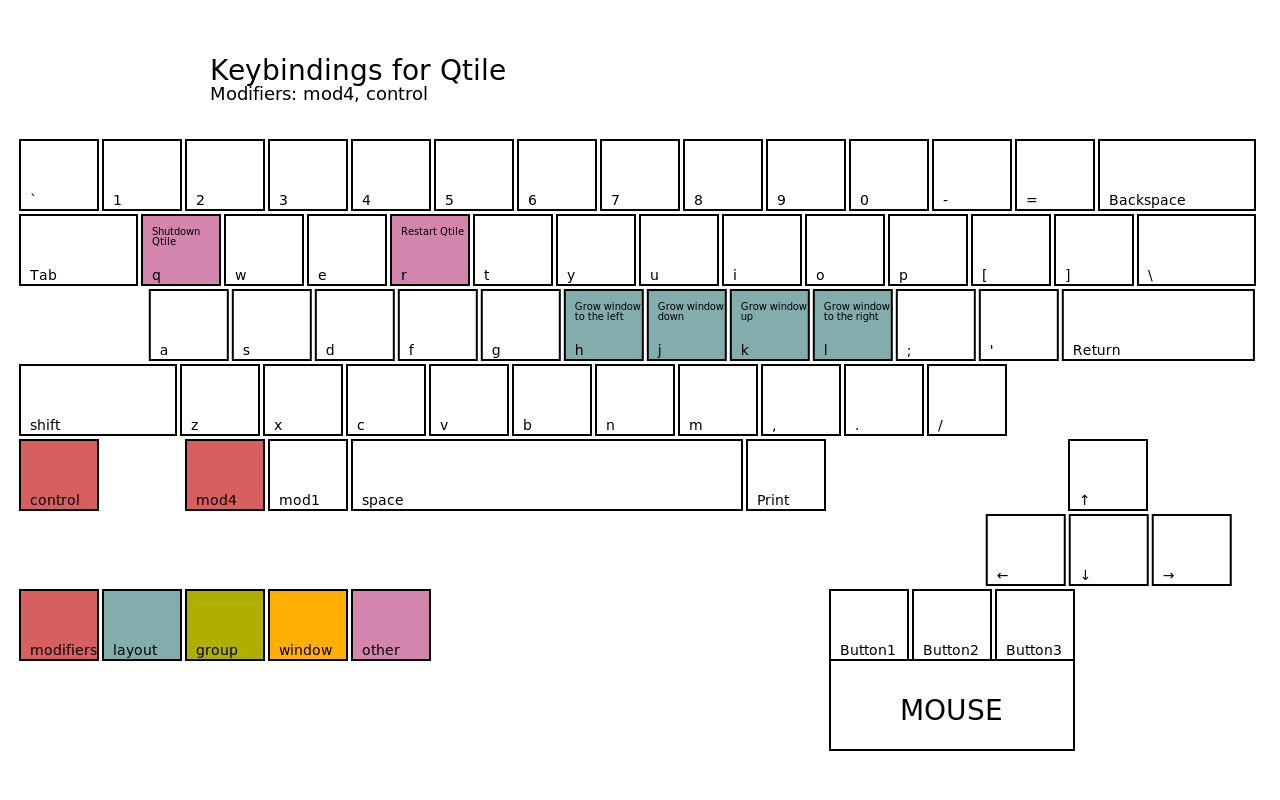 Keybindings for Qtile
Modifiers: mod4, control
` 1 2 3 4 5 6 7 8 9 0 - = Backspace
Shutdown
Qtile
Restart Qtile
Tab q w e r t y u i o p [ ] \
Grow window
to the left
Grow window
down
Grow window
up
Grow window
to the right
a s d f g h j k l ; ' Return
shift z x c v b n m , . /
control mod4 mod1 space Print ↑
← ↓ →
modifiers layout group window other Button1 Button2 Button3
MOUSE